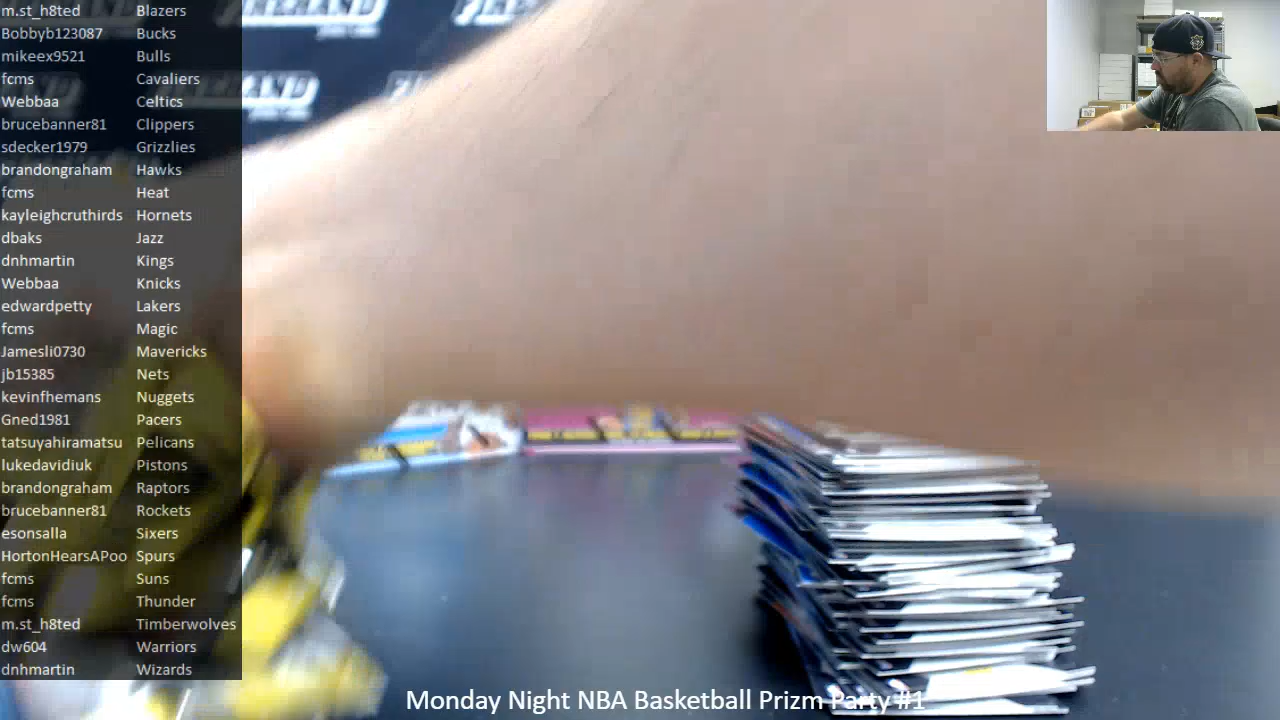 m.st_h8ted Blazers
Bobbyb123087 Bucks
mikeex9521 Bulls
fcms Cavaliers
Webbaa Celtics
brucebanner81 Clippers
sdecker1979 Grizzlies
brandongraham Hawks
fcms Heat
kayleighcruthirds Hornets
dbaks Jazz
dnhmartin Kings
Webbaa Knicks
edwardpetty Lakers
fcms Magic
Jamesli0730 Mavericks
jb15385 Nets
kevinfhemans Nuggets
Gned1981 Pacers
tatsuyahiramatsu Pelicans
lukedavidiuk Pistons
brandongraham Raptors
brucebanner81 Rockets
esonsalla Sixers
HortonHearsAPoo Spurs
fcms Suns
fcms Thunder
m.st_h8ted Timberwolves
dw604 Warriors
dnhmartin Wizards
Monday Night NBA Basketball Prizm Party #1